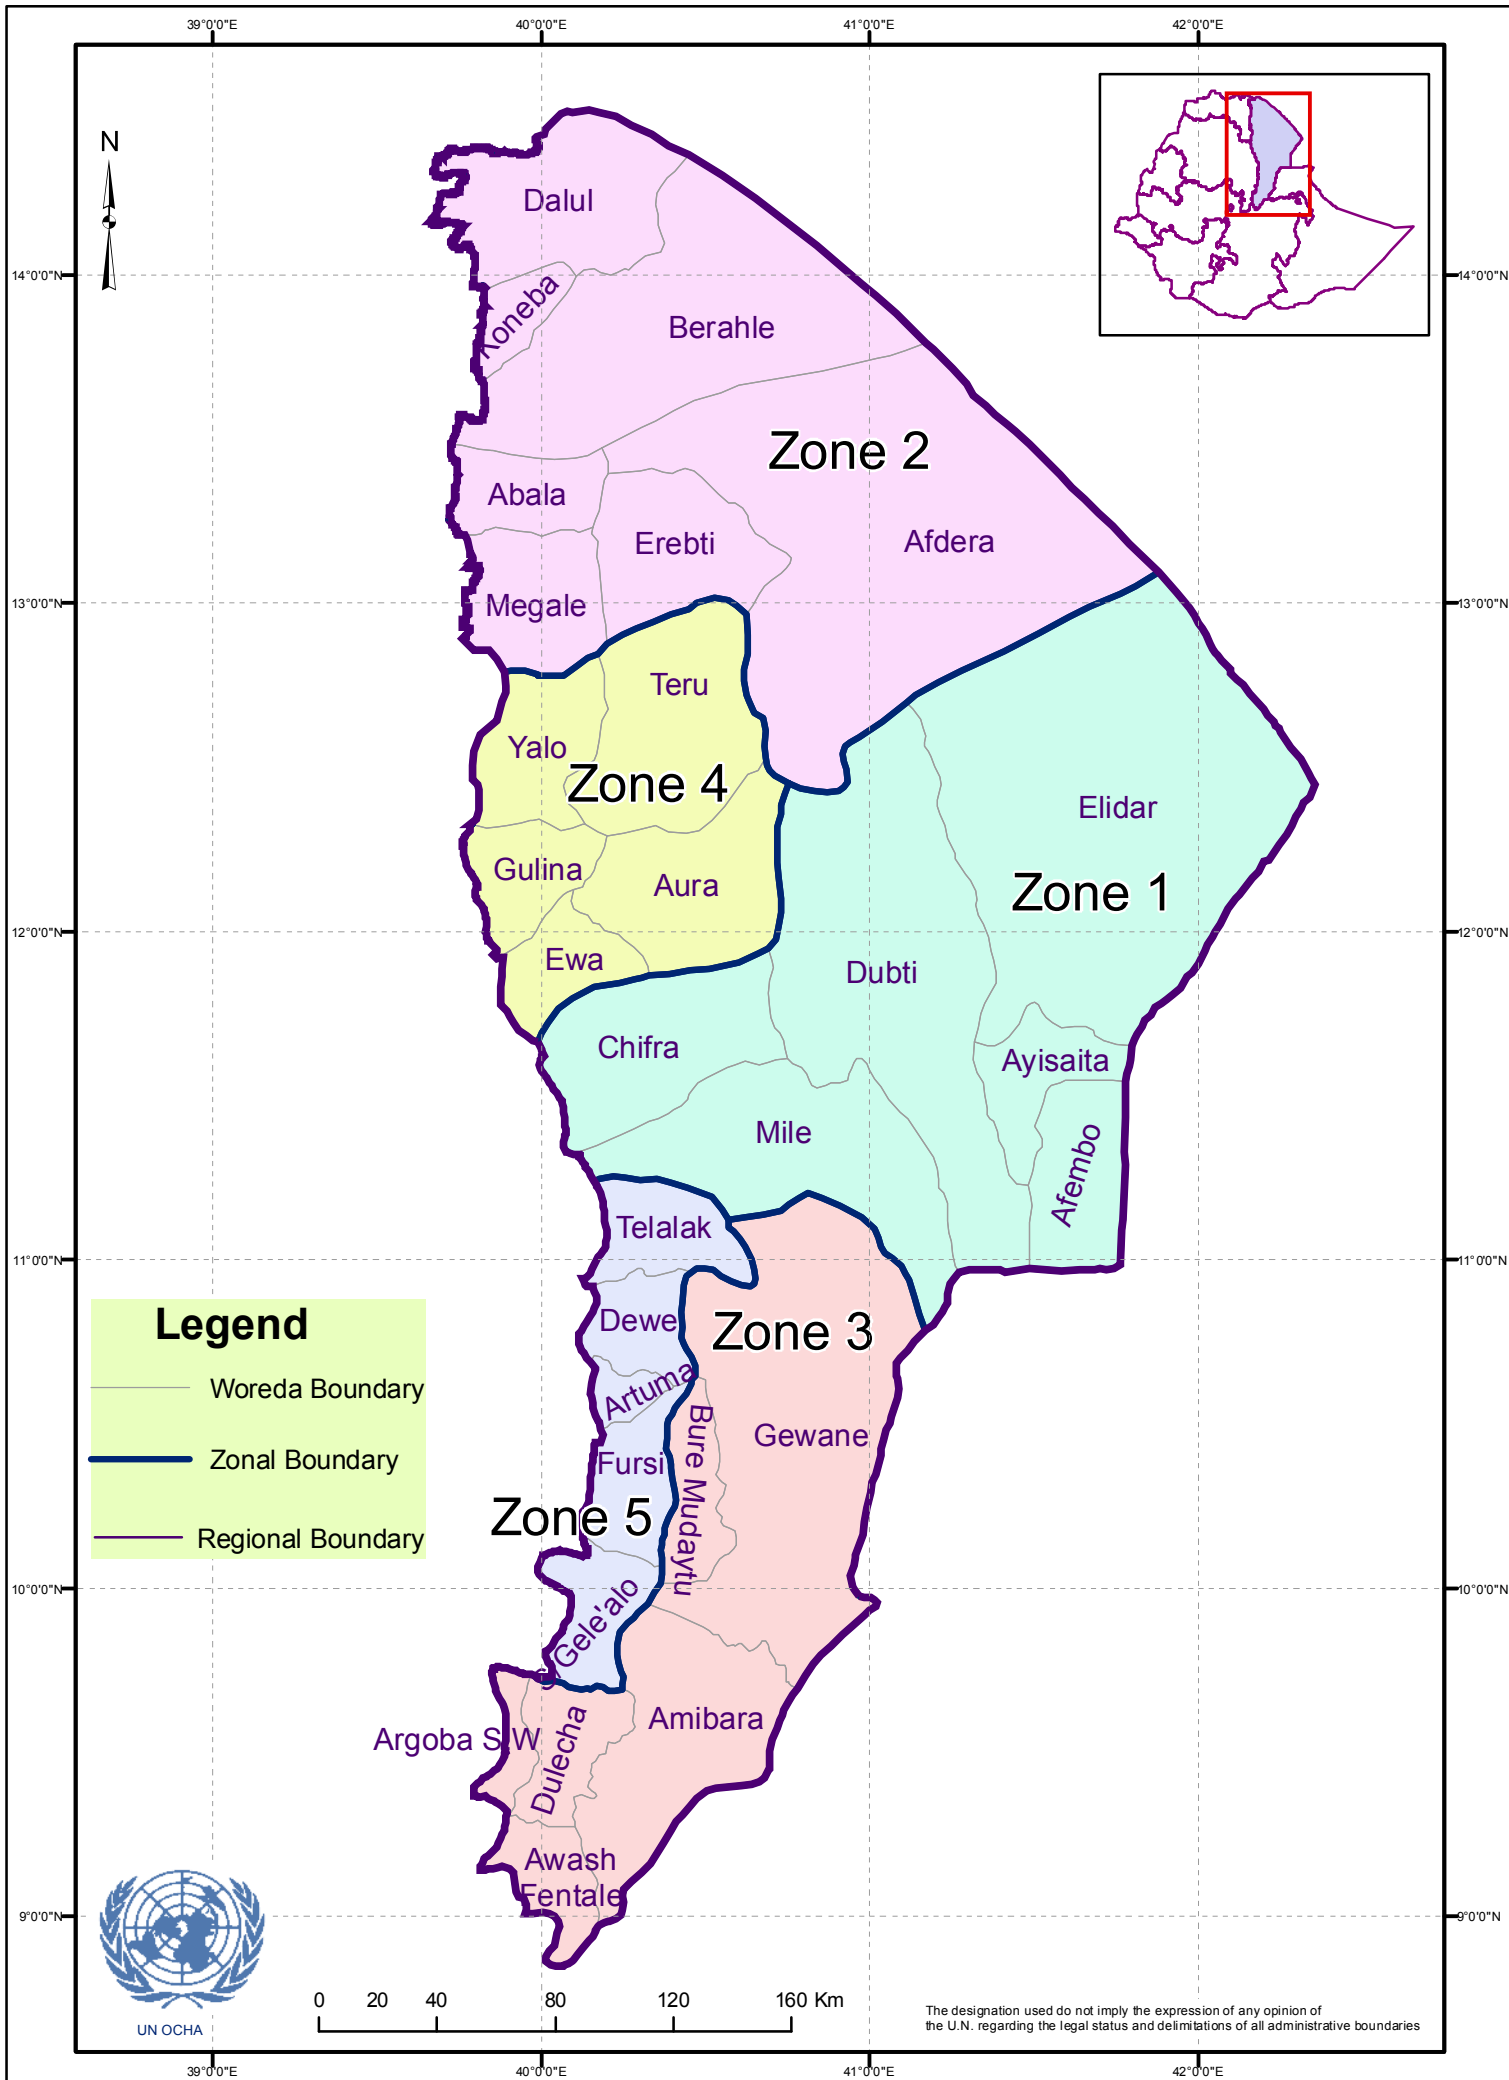 39°0'0"E 40°0'0"E 41°0'0"E 42°0'0"E
N
14°0'0"N 14°0'0"N
13°0'0"N 13°0'0"N
12°0'0"N 12°0'0"N
11°0'0"N 11°0'0"N
10°0'0"N 10°0'0"N
9°0'0"N 9°0'0"N
Dalul
Koneba
Berahle
Zone 2
Abala
Erebti
Afdera
Megale
Teru
Yalo
Zone 4
Elidar
Gulina
Aura
Zone 1
Ewa
Dubti
Chifra
Ayisaita
Mile
Afembo
Telalak
Dewe
Zone 3
Artuma
Bure Mudaytu
Gewane
Fursi
Zone 5
S.Gele'alo
Amibara
Argoba S.W
Dulecha
Awash
Fentale
Legend
Woreda Boundary
Zonal Boundary
Regional Boundary
UN OCHA
0 20 40 80 120 160 Km
The designation used do not imply the expression of any opinion of
the U.N. regarding the legal status and delimitations of all administrative boundaries
39°0'0"E 40°0'0"E 41°0'0"E 42°0'0"E